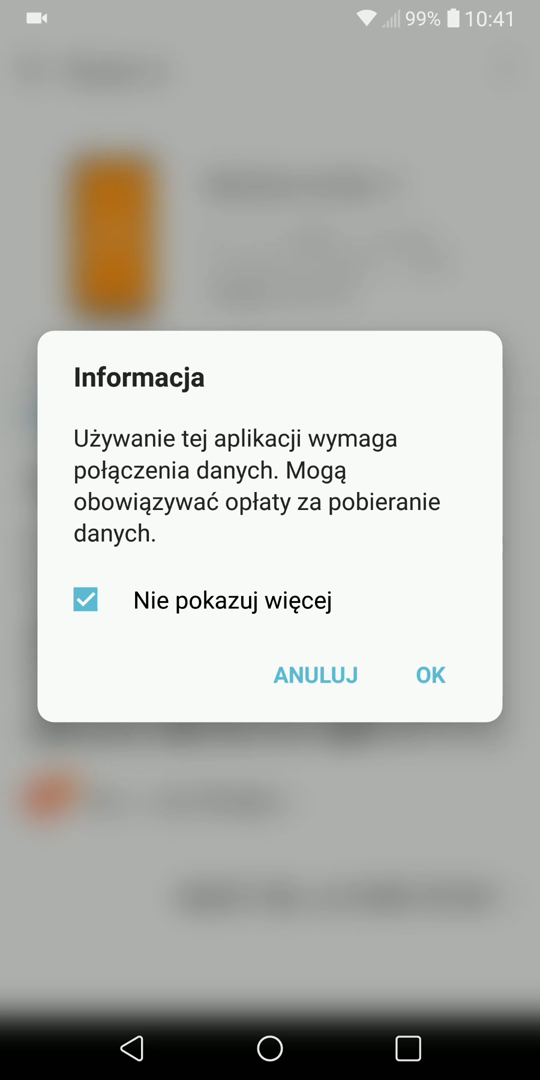 99% 10:41
Informacja
Używanie tej aplikacji wymaga
połączenia danych. Mogą
obowiązywać opłaty za pobieranie
danych.
Nie pokazuj więcej
ANULUJ OK